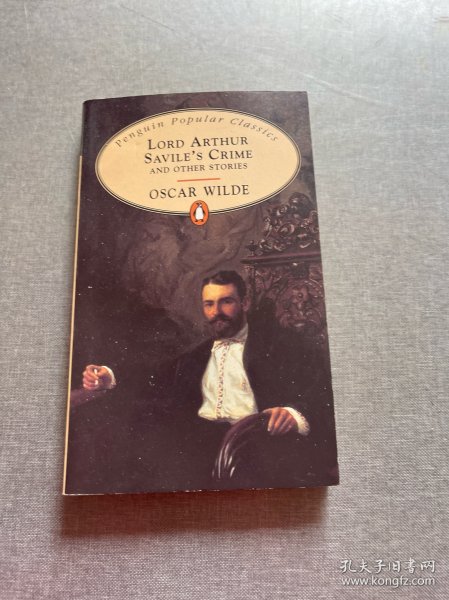 Penguin Popular Classics
LORD ARTHUR
SAVILE'S CRIME
AND OTHER STORIES
OSCAR WILDE
孔夫子旧书网
www.kongfz.com